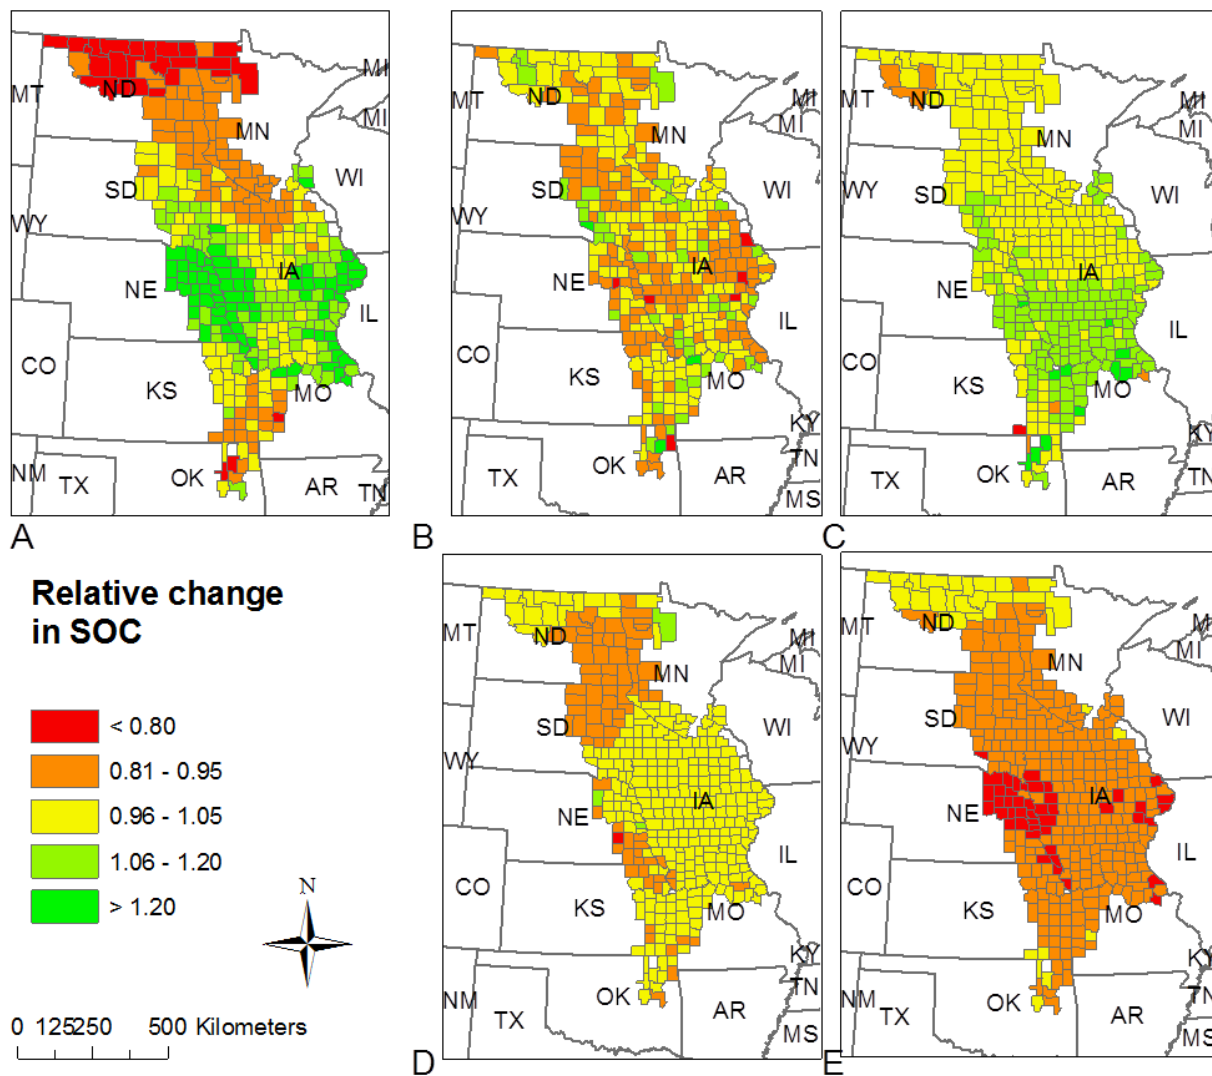 MT
ND
MI
MI
MN
SD
WI
WY
IA
NE
IL
CO
KS
MO
NM
TX
OK
AR
TN
A
MT
ND
MI
MI
MN
SD
WI
WY
IA
NE
IL
CO
KS
MO
KY
TX
OK
AR
TN
MS
B
MT
ND
MI
MI
MN
SD
WI
WY
IA
NE
IL
CO
KS
MO
KY
TX
OK
AR
TN
C
Relative change
in SOC
< 0.80
0.81 - 0.95
0.96 - 1.05
1.06 - 1.20
> 1.20
N
0 125250 500 Kilometers
MT
ND
MI
MI
MN
SD
WI
WY
IA
NE
IL
CO
KS
MO
KY
NM
TX
OK
AR
TN
MS
D
MT
ND
MI
MN
SD
WI
WY
IA
NE
IL
CO
KS
MO
KY
NM
TX
OK
AR
TN
MS
E